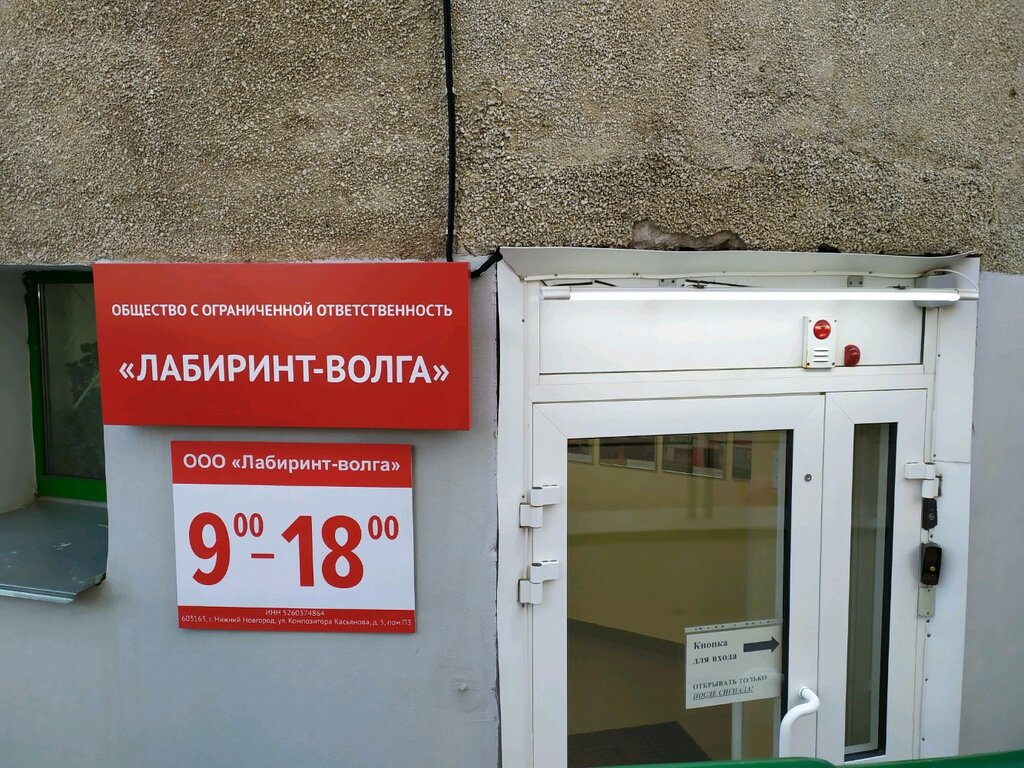 ОБЩЕСТВО С ОГРАНИЧЕННОЙ ОТВЕТСТВЕННОСТЬЮ
«ЛАБИРИНТ-ВОЛГА»
ООО «Лабиринт-волга»
9⁰⁰-18⁰⁰
ИНН 5260374864
603163, г. Нижний Новгород, ул. Композитора Касьянова, д. 5, пом.П3
Кнопка
для входа
ОТКРЫВАТЬ ТОЛЬКО
ПОСЛЕ СИГНАЛА!